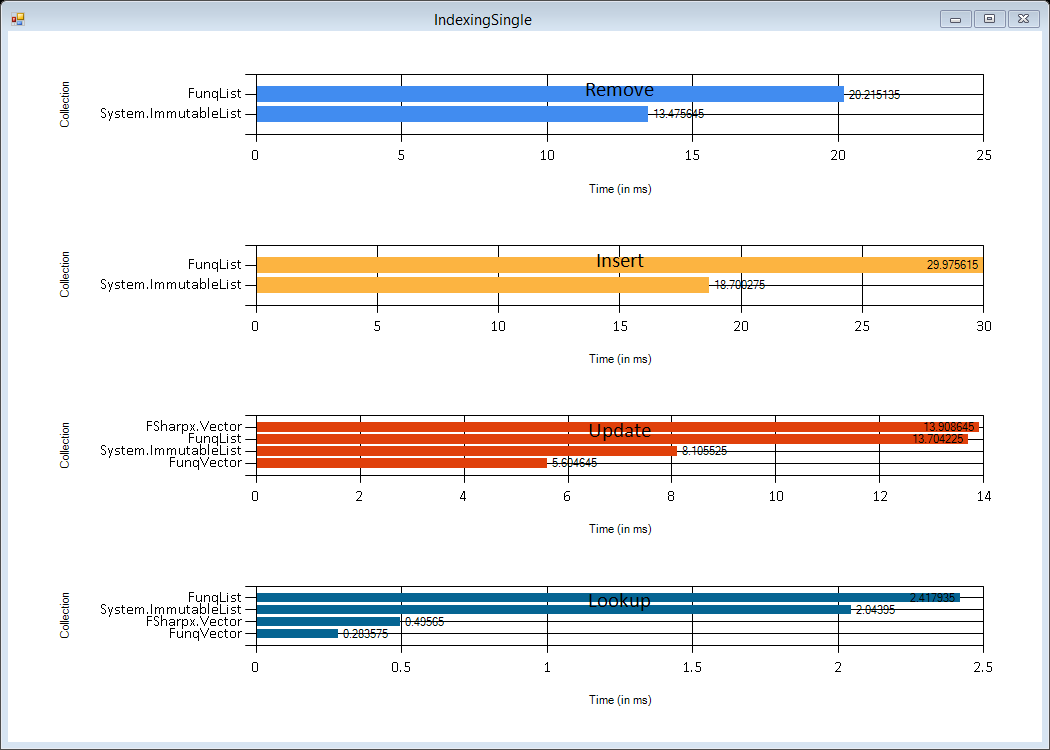 IndexingSingle
Remove
Collection
FunqList
20.215135
System.ImmutableList
13.475645
0 5 10 15 20 25
Time (in ms)
Insert
Collection
FunqList
29.975615
System.ImmutableList
18.700275
0 5 10 15 20 25 30
Time (in ms)
Update
Collection
FSharpx.Vector
13.908645
FunqList
13.704225
System.ImmutableList
8.105525
FunqVector
5.604645
0 2 4 6 8 10 12 14
Time (in ms)
Lookup
Collection
FunqList
2.417935
System.ImmutableList
2.04395
FSharpx.Vector
0.49565
FunqVector
0.283575
0 0.5 1 1.5 2 2.5
Time (in ms)